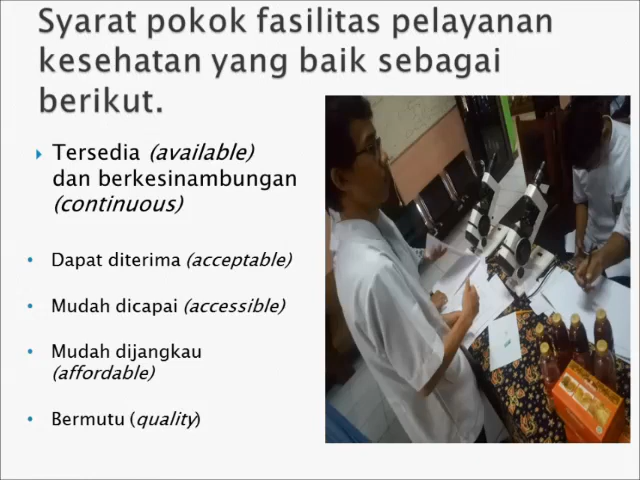 Syarat pokok fasilitas pelayanan
kesehatan yang baik sebagai
berikut.
Tersedia (available)
dan berkesinambungan
(continuous)
Dapat diterima (acceptable)
Mudah dicapai (accessible)
Mudah dijangkau
(affordable)
Bermutu (quality)